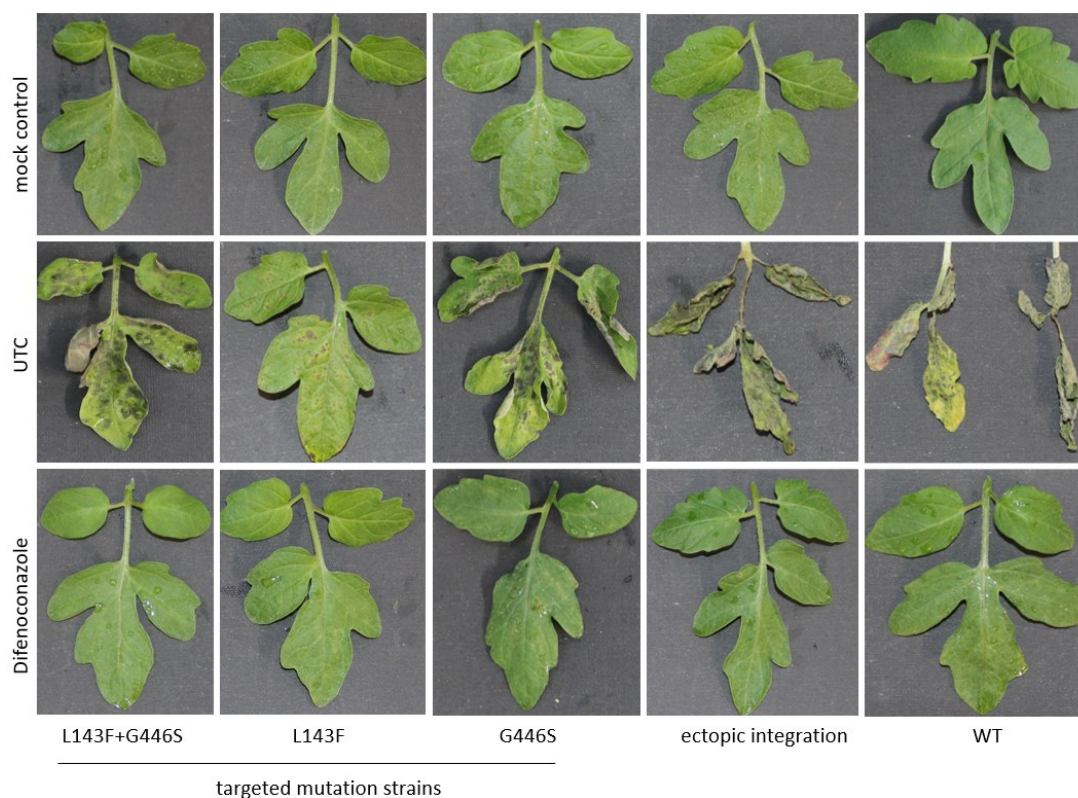 mock control
UTC
Difenoconazole
L143F+G446S
L143F
G446S
ectopic integration
WT
targeted mutation strains